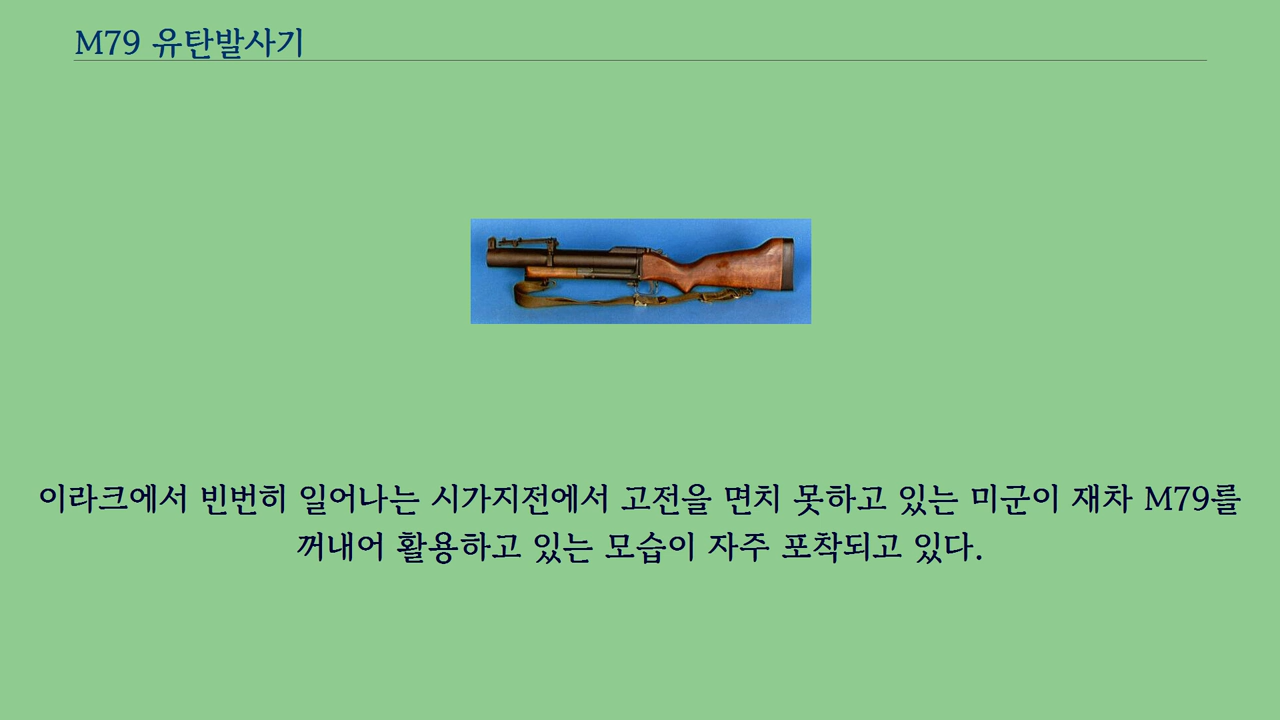 M79 유탄발사기
이라크에서 빈번히 일어나는 시가지전에서 고전을 면치 못하고 있는 미군이 재차 M79를
꺼내어 활용하고 있는 모습이 자주 포착되고 있다.